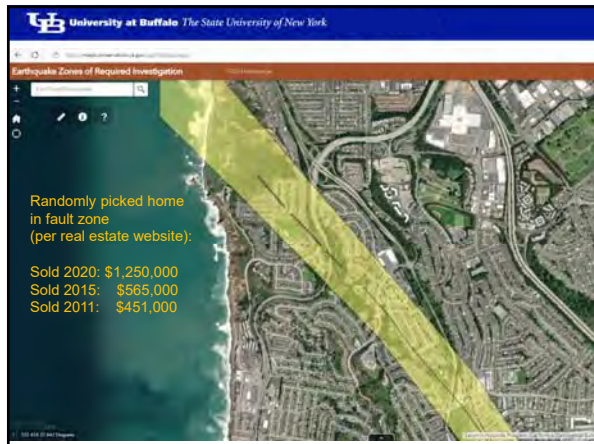 UB University at Buffalo The State University of New York
Earthquake Zones of Required Investigation
Randomly picked home
in fault zone
(per real estate website):
Sold 2020: $1,250,000
Sold 2015: $565,000
Sold 2011: $451,000